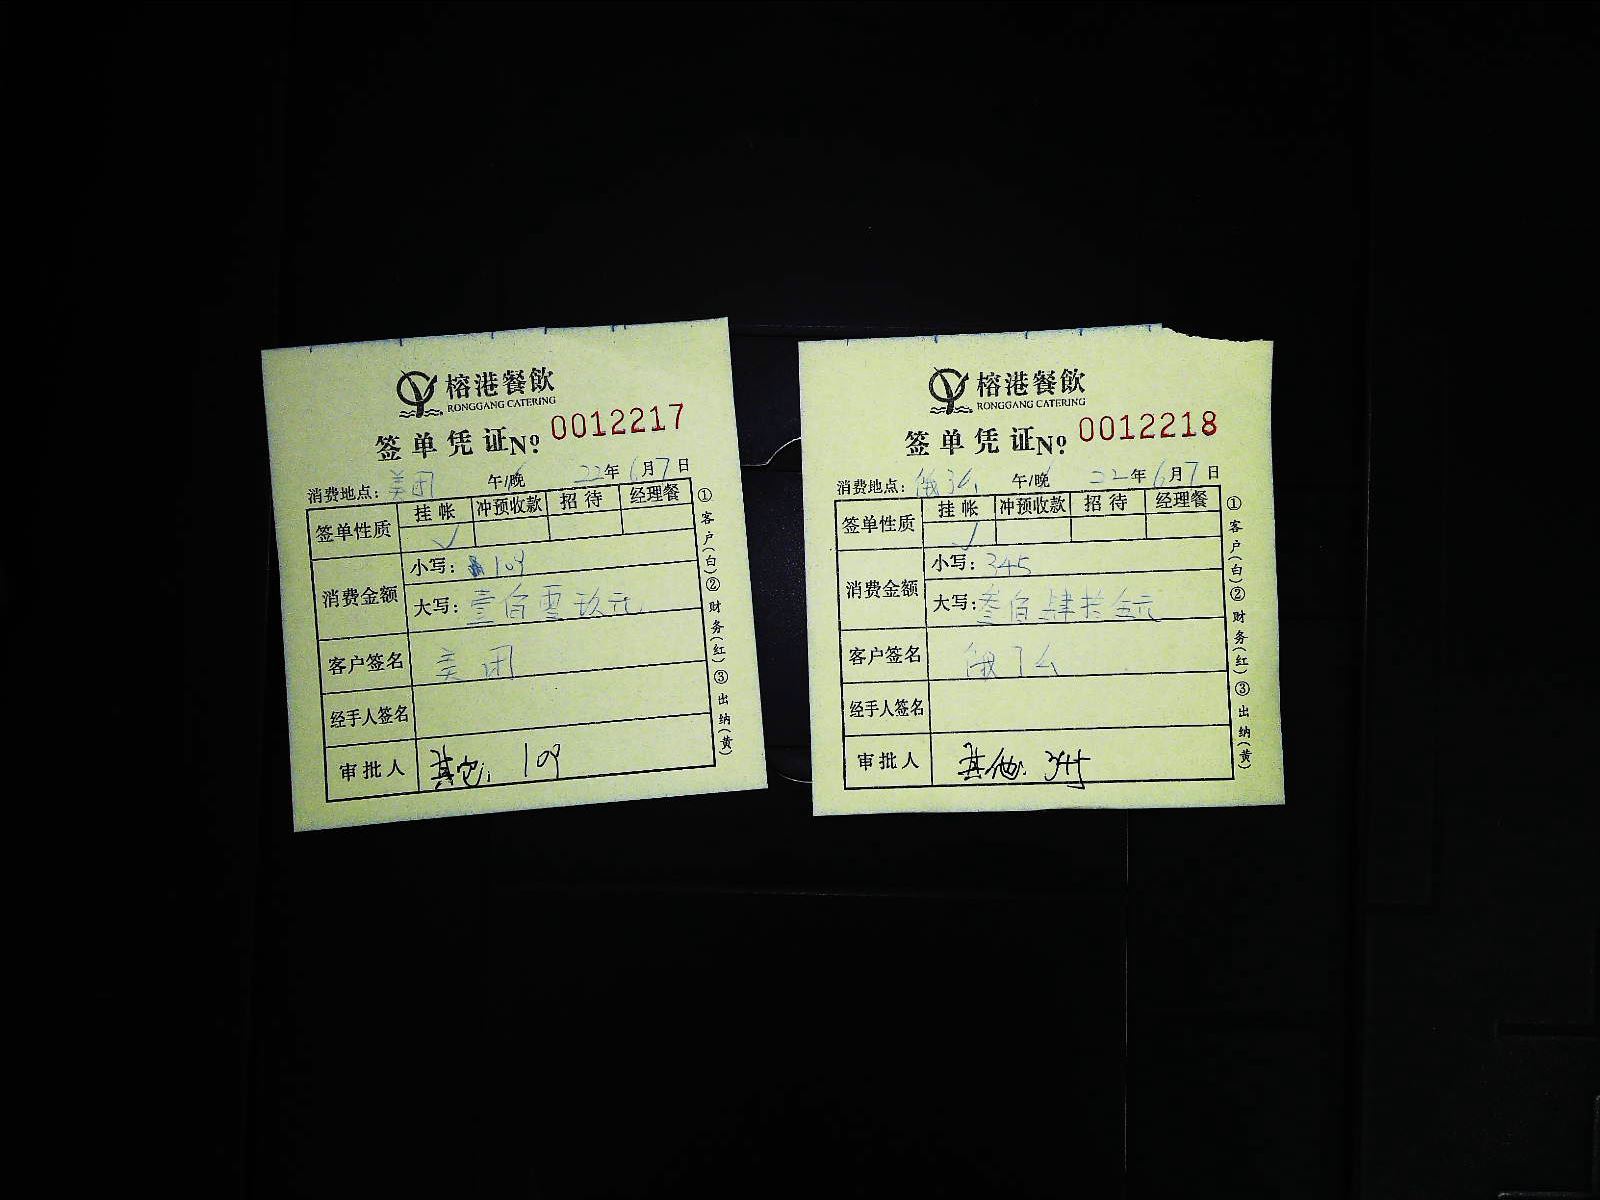 榕港餐飲
RONGGANG CATERING
签单凭证 №. 0012217
消费地点：美团 午/晚 22年6月7日
签单性质 挂帐 冲预收款 招待 经理餐
✓
消费金额 小写：109
大写：壹佰零玖元
客户签名 美团
经手人签名
审批人 其它：109
①客户(白)②财务(红)③出纳(黄)
榕港餐飲
RONGGANG CATERING
签单凭证 №. 0012218
消费地点：饿了么 午/晚 22年6月7日
签单性质 挂帐 冲预收款 招待 经理餐
✓
消费金额 小写：345
大写：叁佰肆拾伍元
客户签名 饿了么
经手人签名
审批人 其他：345
①客户(白)②财务(红)③出纳(黄)